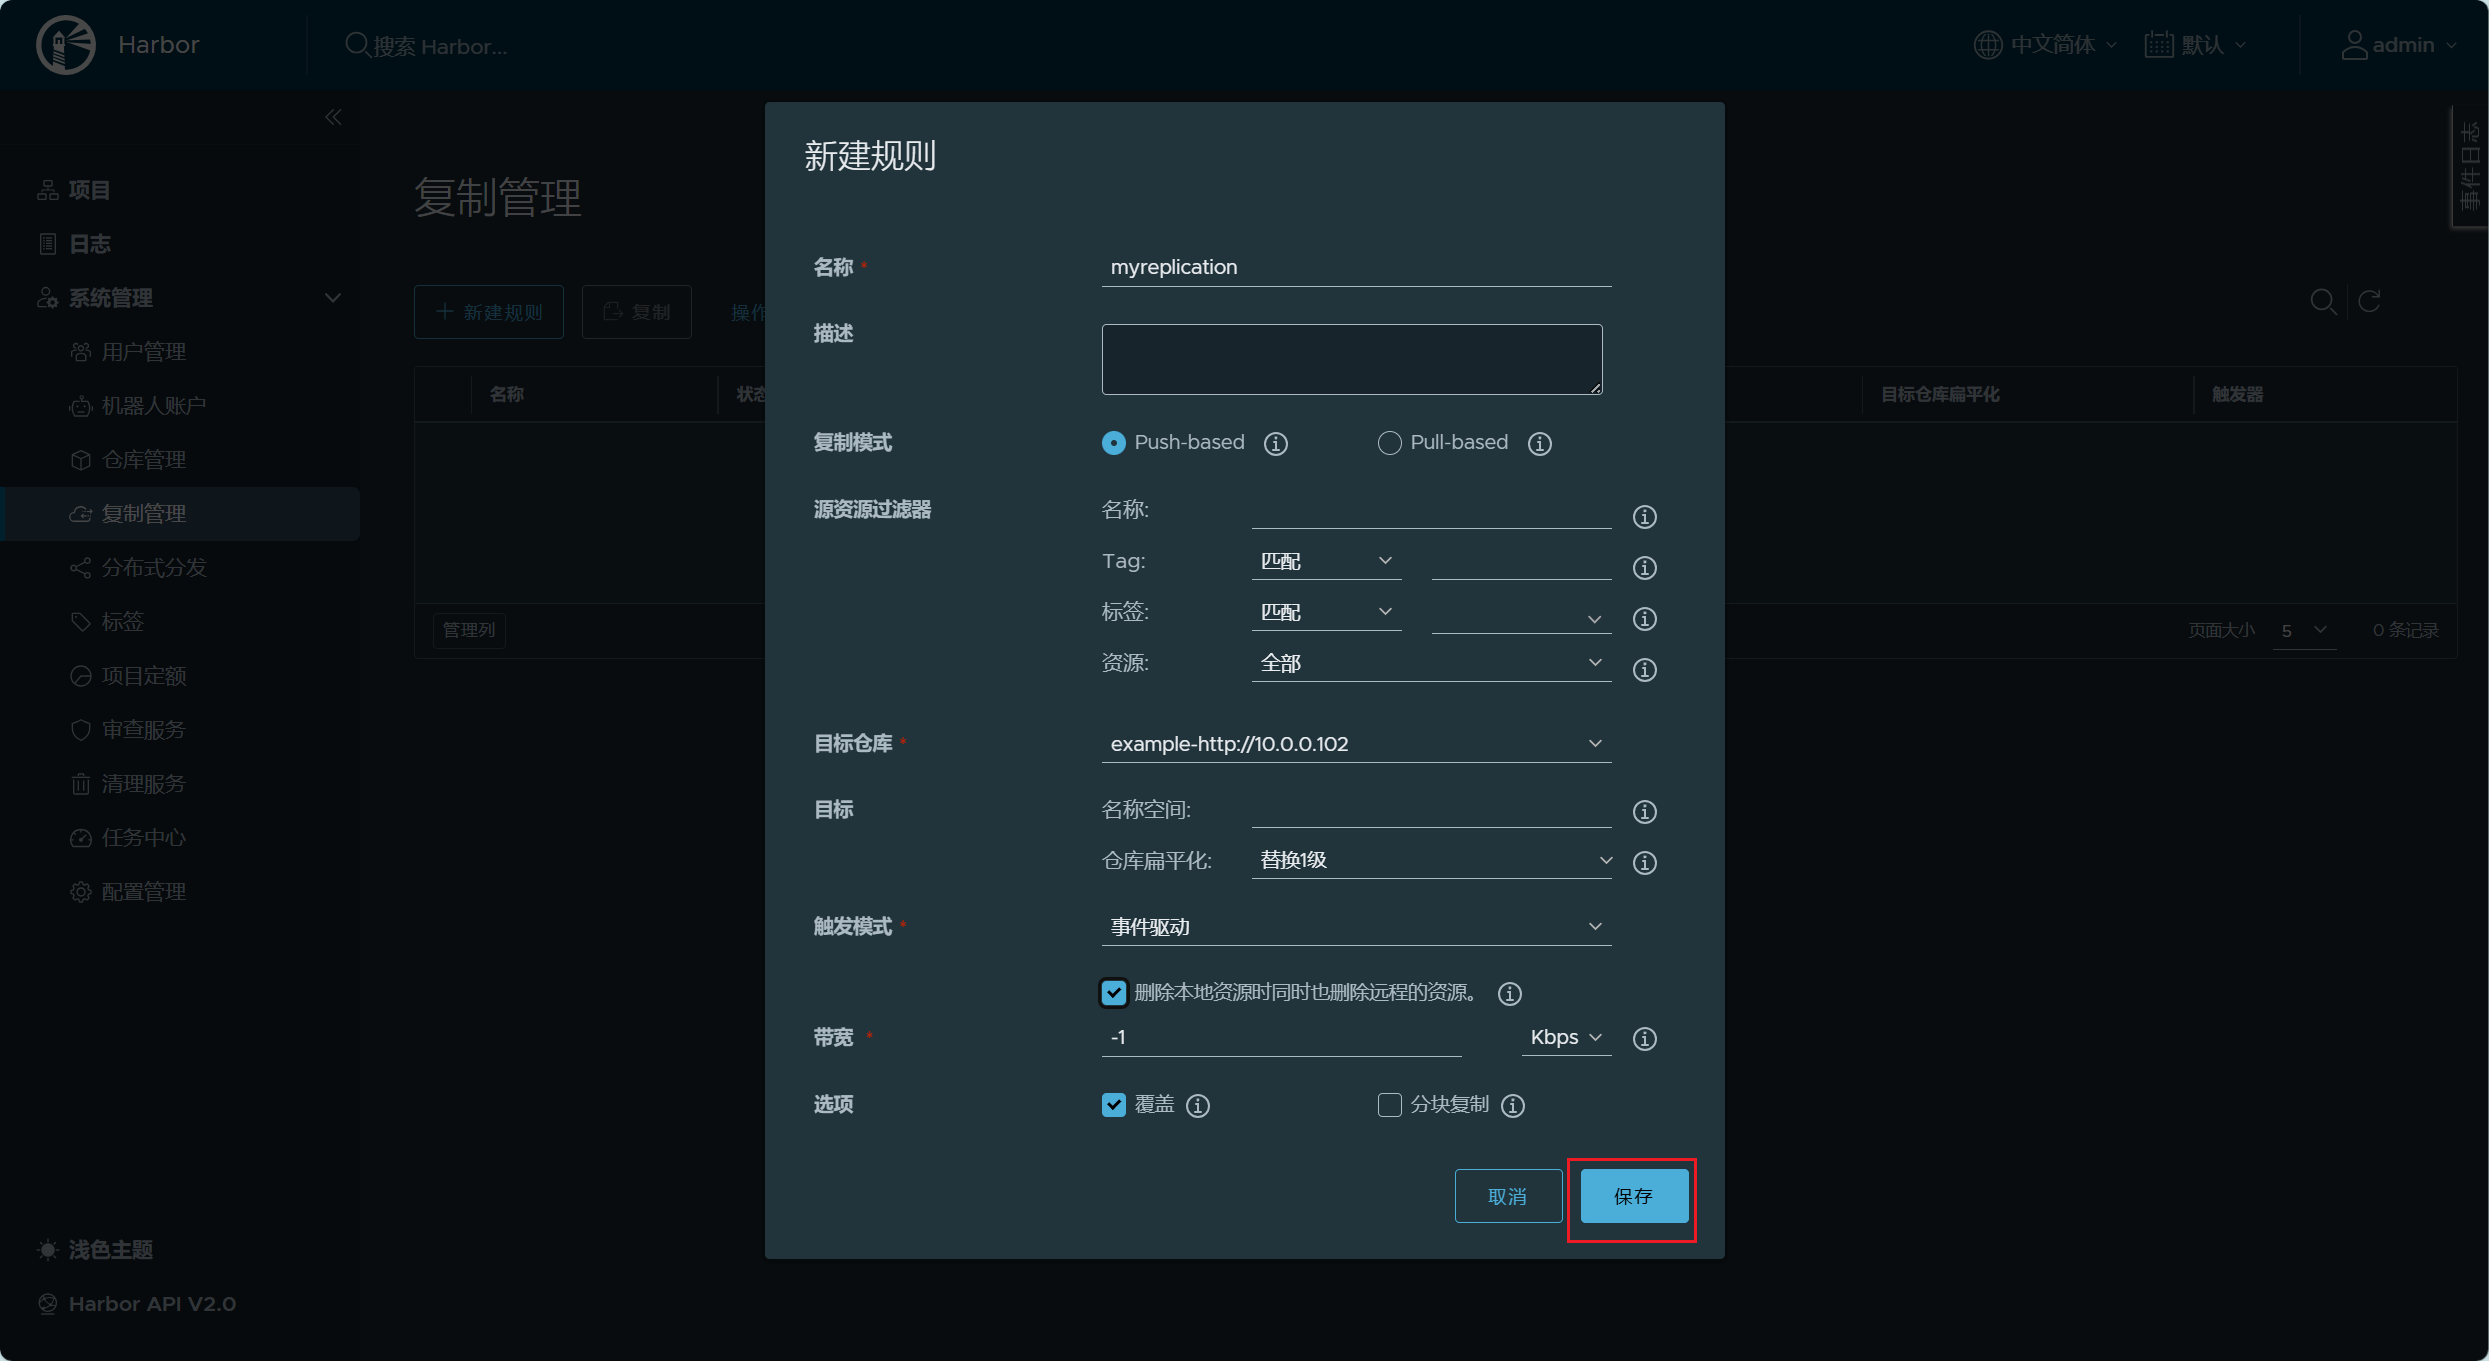 Harbor
搜索 Harbor...
中文简体
默认
admin
事件日志
项目
日志
系统管理
用户管理
机器人账户
仓库管理
复制管理
分布式分发
标签
项目定额
审查服务
清理服务
任务中心
配置管理
浅色主题
Harbor API V2.0
复制管理
新建规则
复制
操作
名称
状态
目标仓库扁平化
触发器
管理列
页面大小
5
0 条记录
新建规则
名称 *
myreplication
描述
复制模式
Push-based
Pull-based
源资源过滤器
名称:
Tag:
匹配
标签:
匹配
资源:
全部
目标仓库 *
example-http://10.0.0.102
目标
名称空间:
仓库扁平化:
替换1级
触发模式 *
事件驱动
删除本地资源时同时也删除远程的资源。
带宽 *
-1
Kbps
选项
覆盖
分块复制
取消
保存